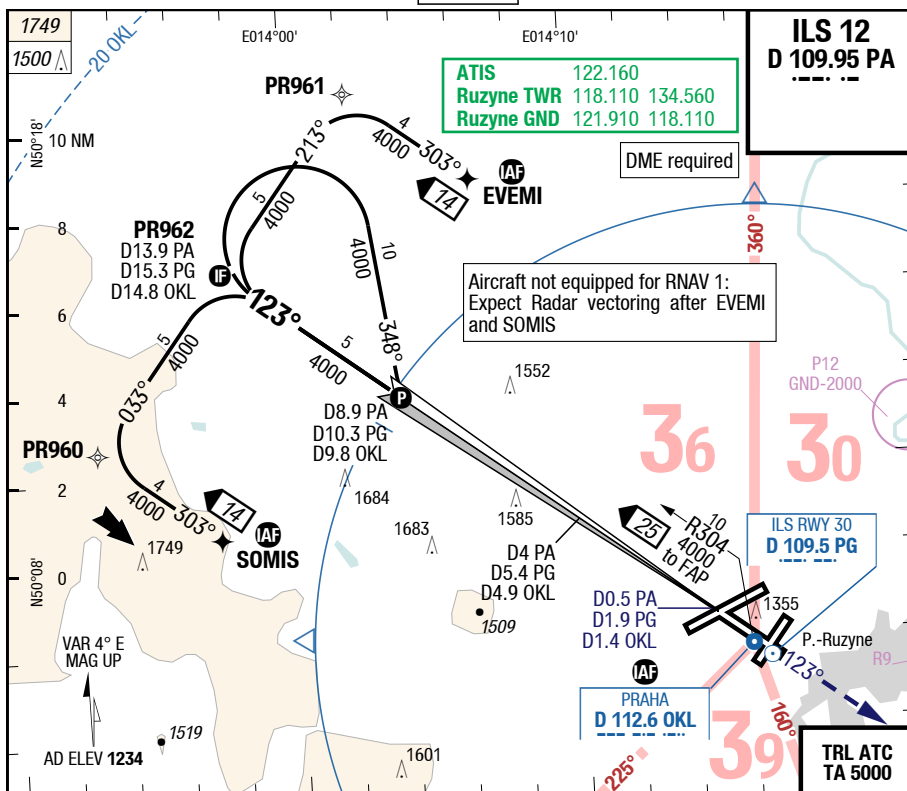 1749
1500
20 OKL
E014°00'
E014°10'
ILS 12
D 109.95 PA
ATIS 122.160
Ruzyne TWR 118.110 134.560
Ruzyne GND 121.910 118.110
DME required
N50°18'
10 NM
8
6
4
2
0
N50°08'
PR961
213°
4
4000
303°
IAF
EVEMI
14
5
4000
10
4000
348°
360°
PR962
D13.9 PA
D15.3 PG
D14.8 OKL
IF
123°
5
4000
Aircraft not equipped for RNAV 1:
Expect Radar vectoring after EVEMI
and SOMIS
P12
GND-2000
5
4000
033°
PR960
4
4000
303°
14
IAF
SOMIS
P
D8.9 PA
D10.3 PG
D9.8 OKL
1552
36
30
1684
1683
1585
1749
25
10
R304
4000
to FAP
D4 PA
D5.4 PG
D4.9 OKL
ILS RWY 30
D 109.5 PG
1509
D0.5 PA
D1.9 PG
D1.4 OKL
1355
P.-Ruzyne
R9
123°
IAF
PRAHA
D 112.6 OKL
VAR 4° E
MAG UP
AD ELEV 1234
1519
1601
225°
39
160°
TRL ATC
TA 5000